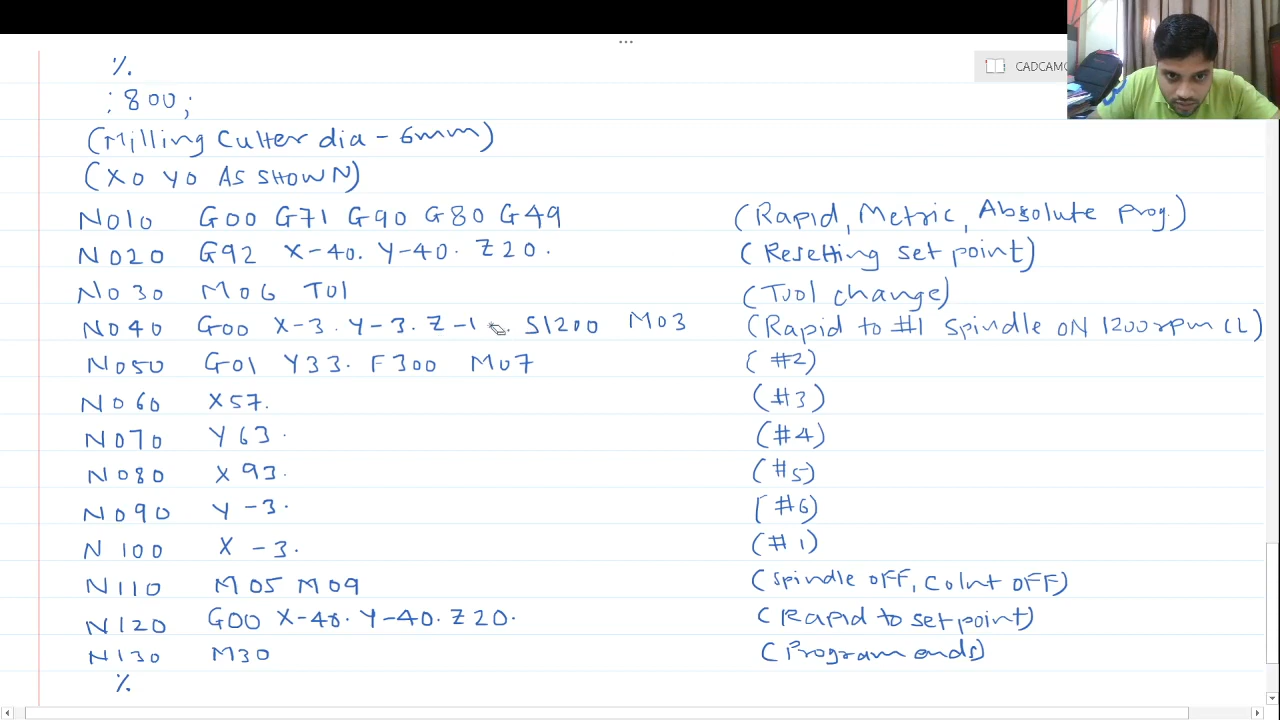 ...
CADCAM
%
:800;
(Milling Cutter dia - 6mm)
(X0 Y0 AS SHOWN)
N010 G00 G71 G90 G80 G49 (Rapid, Metric, Absolute prog.)
N020 G92 X-40. Y-40. Z20. (Resetting set point)
N030 M06 T01 (Tool change)
N040 G00 X-3. Y-3. Z-1 . S1200 M03 (Rapid to #1 spindle ON 1200rpm CL)
N050 G01 Y33. F300 M07 (#2)
N060 X57. (#3)
N070 Y63. (#4)
N080 X93. (#5)
N090 Y-3. (#6)
N100 X-3. (#1)
N110 M05 M09 (spindle OFF, Colnt OFF)
N120 G00 X-40. Y-40. Z20. (Rapid to set point)
N130 M30 (Program ends)
%